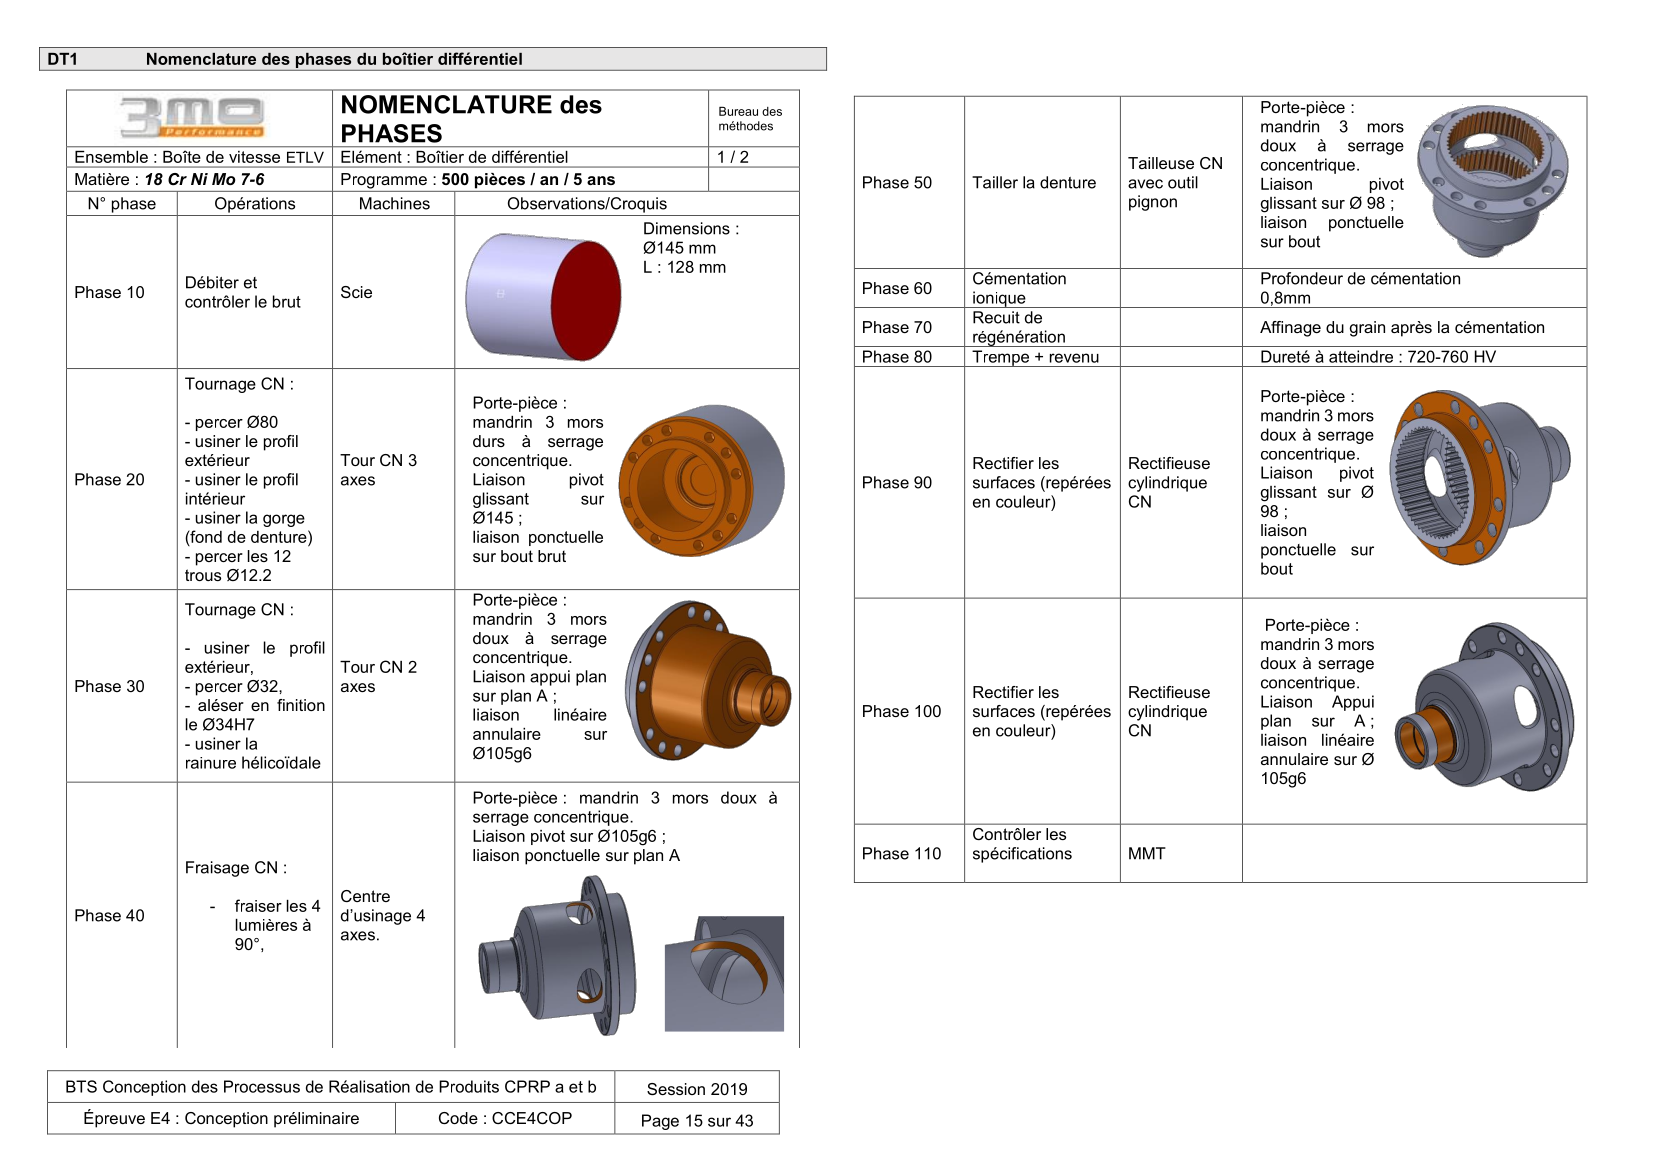 DT1 Nomenclature des phases du boîtier différentiel
3MO
Performance
NOMENCLATURE des
PHASES
Bureau des
méthodes
Ensemble : Boîte de vitesse ETLV
Elément : Boîtier de différentiel
1 / 2
Matière : 18 Cr Ni Mo 7-6
Programme : 500 pièces / an / 5 ans
N° phase
Opérations
Machines
Observations/Croquis
Phase 10
Débiter et
contrôler le brut
Scie
Dimensions :
Ø145 mm
L : 128 mm
Phase 20
Tournage CN :
- percer Ø80
- usiner le profil
extérieur
- usiner le profil
intérieur
- usiner la gorge
(fond de denture)
- percer les 12
trous Ø12.2
Tour CN 3
axes
Porte-pièce :
mandrin 3 mors
durs à serrage
concentrique.
Liaison pivot
glissant sur
Ø145 ;
liaison ponctuelle
sur bout brut
Phase 30
Tournage CN :
- usiner le profil
extérieur,
- percer Ø32,
- aléser en finition
le Ø34H7
- usiner la
rainure hélicoïdale
Tour CN 2
axes
Porte-pièce :
mandrin 3 mors
doux à serrage
concentrique.
Liaison appui plan
sur plan A ;
liaison linéaire
annulaire sur
Ø105g6
Phase 40
Fraisage CN :
- fraiser les 4
lumières à
90°,
Centre
d'usinage 4
axes.
Porte-pièce : mandrin 3 mors doux à
serrage concentrique.
Liaison pivot sur Ø105g6 ;
liaison ponctuelle sur plan A
Phase 50
Tailler la denture
Tailleuse CN
avec outil
pignon
Porte-pièce :
mandrin 3 mors
doux à serrage
concentrique.
Liaison pivot
glissant sur Ø 98 ;
liaison ponctuelle
sur bout
Phase 60
Cémentation
ionique
Profondeur de cémentation
0,8mm
Phase 70
Recuit de
régénération
Affinage du grain après la cémentation
Phase 80
Trempe + revenu
Dureté à atteindre : 720-760 HV
Phase 90
Rectifier les
surfaces (repérées
en couleur)
Rectifieuse
cylindrique
CN
Porte-pièce :
mandrin 3 mors
doux à serrage
concentrique.
Liaison pivot
glissant sur Ø
98 ;
liaison
ponctuelle sur
bout
Phase 100
Rectifier les
surfaces (repérées
en couleur)
Rectifieuse
cylindrique
CN
Porte-pièce :
mandrin 3 mors
doux à serrage
concentrique.
Liaison Appui
plan sur A ;
liaison linéaire
annulaire sur Ø
105g6
Phase 110
Contrôler les
spécifications
MMT
BTS Conception des Processus de Réalisation de Produits CPRP a et b
Session 2019
Épreuve E4 : Conception préliminaire
Code : CCE4COP
Page 15 sur 43